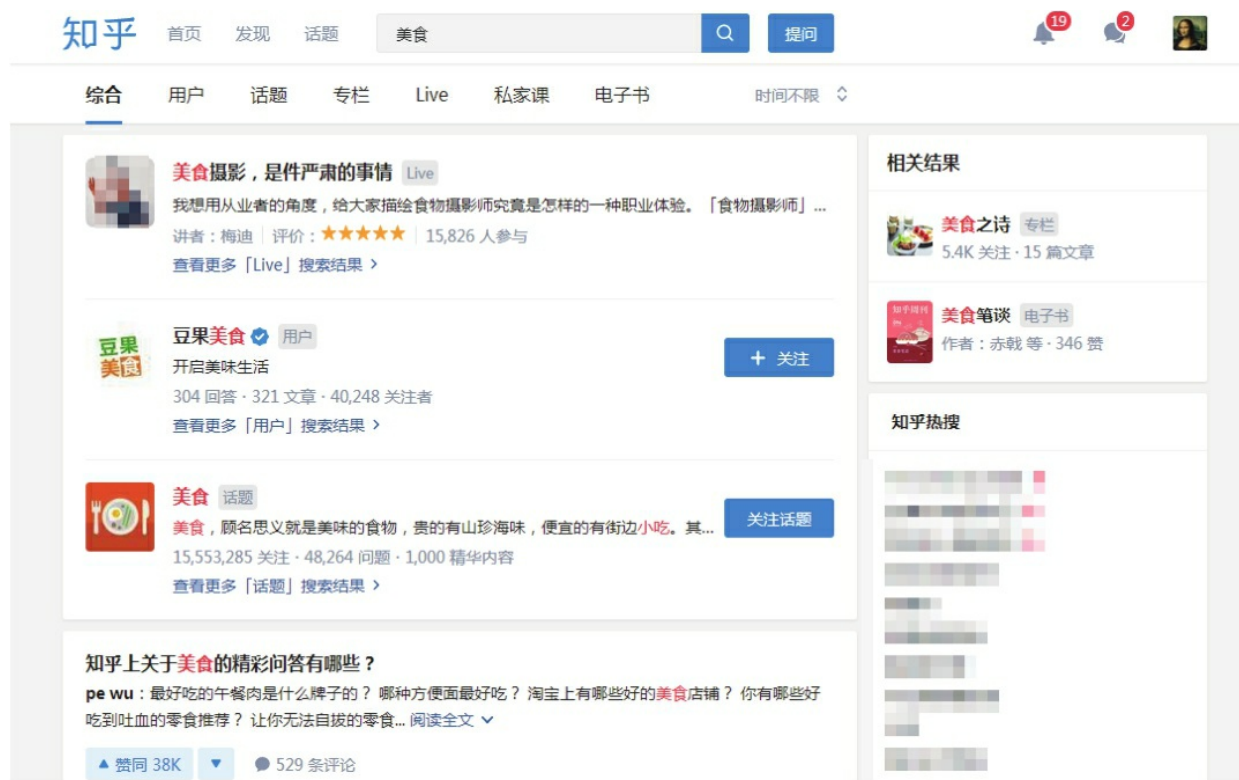 知乎 首页 发现 话题 美食 提问 19 2
综合 用户 话题 专栏 Live 私家课 电子书 时间不限
美食摄影，是件严肃的事情 Live
我想用从业者的角度，给大家描绘食物摄影师究竟是怎样的一种职业体验。「食物摄影师」...
讲者：梅迪 评价：★★★★★ 15,826 人参与
查看更多「Live」搜索结果 >
豆果美食
豆果美食 用户
开启美味生活
304 回答 · 321 文章 · 40,248 关注者
查看更多「用户」搜索结果 >
+ 关注
美食 话题
美食，顾名思义就是美味的食物，贵的有山珍海味，便宜的有街边小吃。其...
15,553,285 关注 · 48,264 问题 · 1,000 精华内容
查看更多「话题」搜索结果 >
关注话题
知乎上关于美食的精彩问答有哪些？
pe wu：最好吃的午餐肉是什么牌子的？ 哪种方便面最好吃？ 淘宝上有哪些好的美食店铺？ 你有哪些好
吃到吐血的零食推荐？ 让你无法自拔的零食... 阅读全文
赞同 38K 529 条评论
相关结果
美食之诗 专栏
5.4K 关注 · 15 篇文章
知乎周刊
美食笔谈 电子书
作者：赤戟 等 · 346 赞
知乎热搜